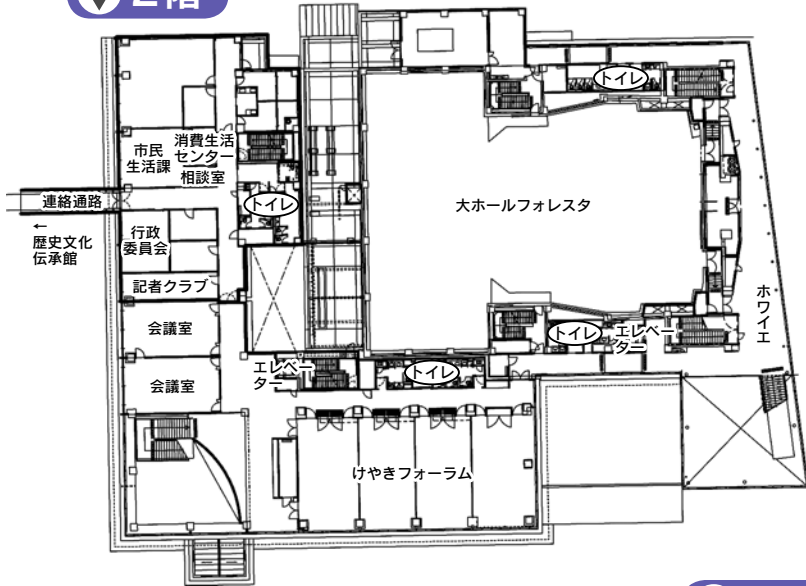 2階
トイレ
市民
生活課
消費生活
センター
相談室
連絡通路
トイレ
大ホールフォレスタ
←
歴史文化
伝承館
行政
委員会
記者クラブ
ホワイエ
会議室
トイレ
エレベー
ター
エレベー
ター
トイレ
会議室
けやきフォーラム